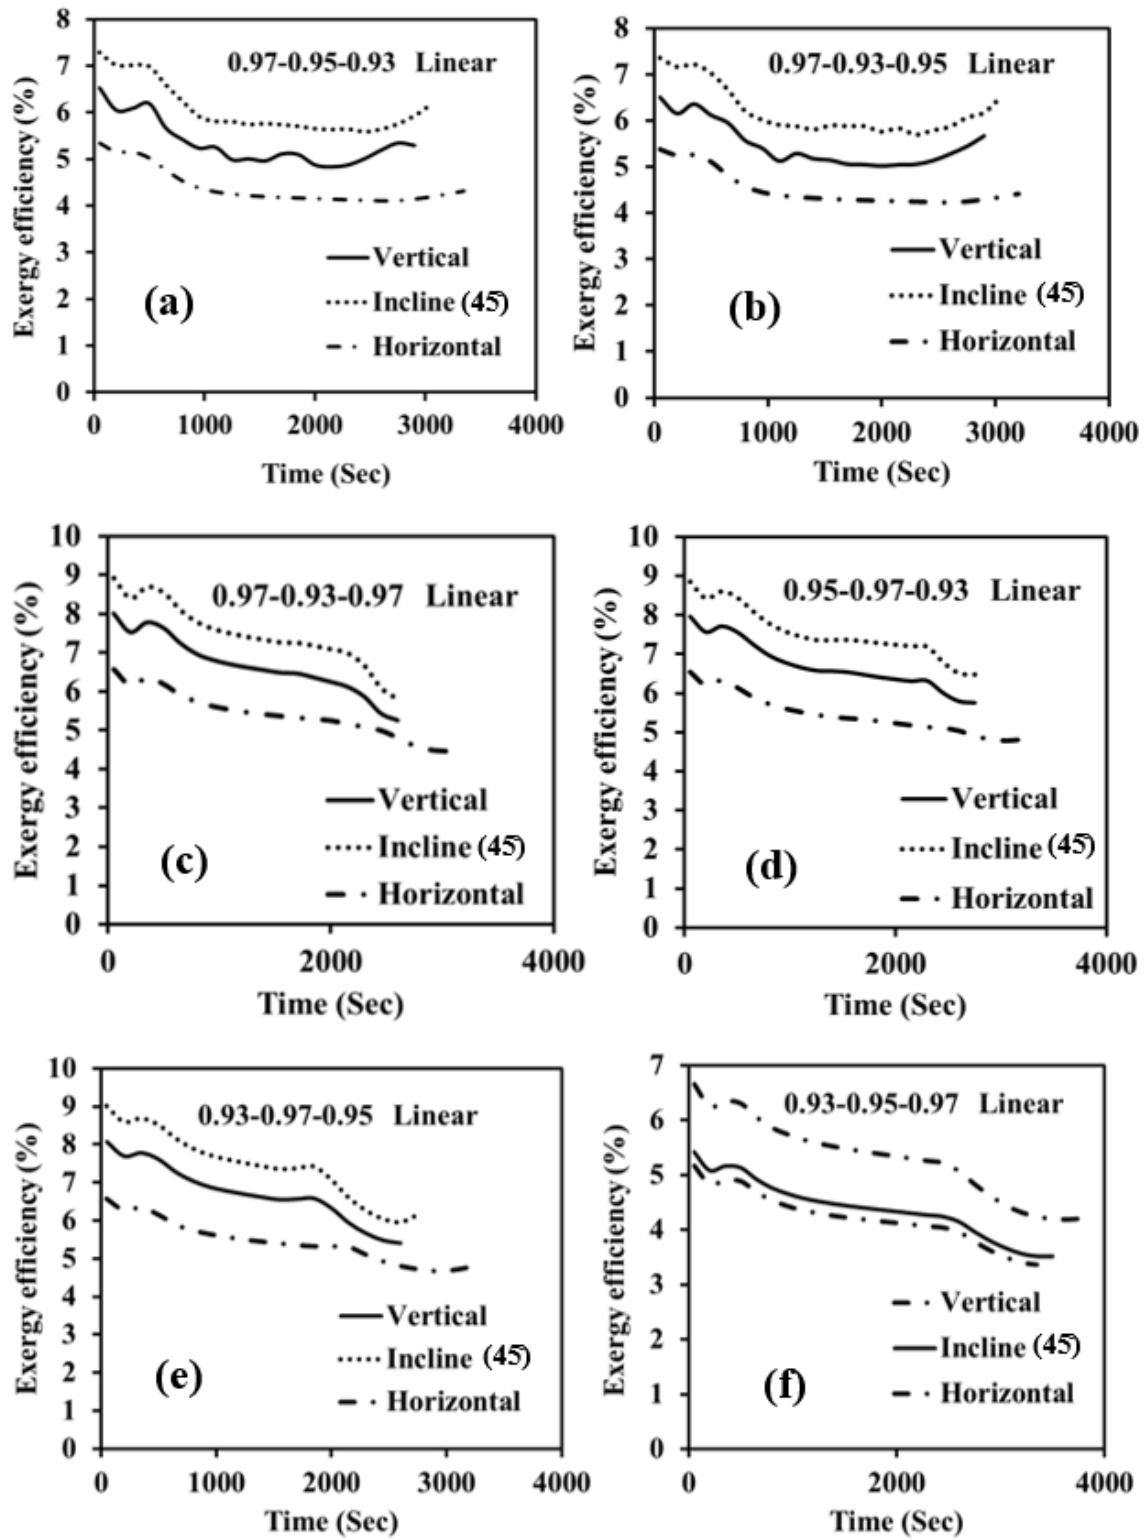 8
7
6
5
4
3
2
1
0
Exergy efficiency (%)
0.97-0.95-0.93 Linear
Vertical
Incline (45)
Horizontal
(a)
0 1000 2000 3000 4000
Time (Sec)
8
7
6
5
4
3
2
1
0
Exergy efficiency (%)
0.97-0.93-0.95 Linear
Vertical
Incline (45)
Horizontal
(b)
0 1000 2000 3000 4000
Time (Sec)
10
9
8
7
6
5
4
3
2
1
0
Exergy efficiency (%)
0.97-0.93-0.97 Linear
Vertical
Incline (45)
Horizontal
(c)
0 2000 4000
Time (Sec)
10
9
8
7
6
5
4
3
2
1
0
Exergy efficiency (%)
0.95-0.97-0.93 Linear
Vertical
Incline (45)
Horizontal
(d)
0 2000 4000
Time (Sec)
10
9
8
7
6
5
4
3
2
1
0
Exergy efficiency (%)
0.93-0.97-0.95 Linear
Vertical
Incline (45)
Horizontal
(e)
0 1000 2000 3000 4000
Time (Sec)
7
6
5
4
3
2
1
0
Exergy efficiency (%)
0.93-0.95-0.97 Linear
Vertical
Incline (45)
Horizontal
(f)
0 2000 4000
Time (Sec)